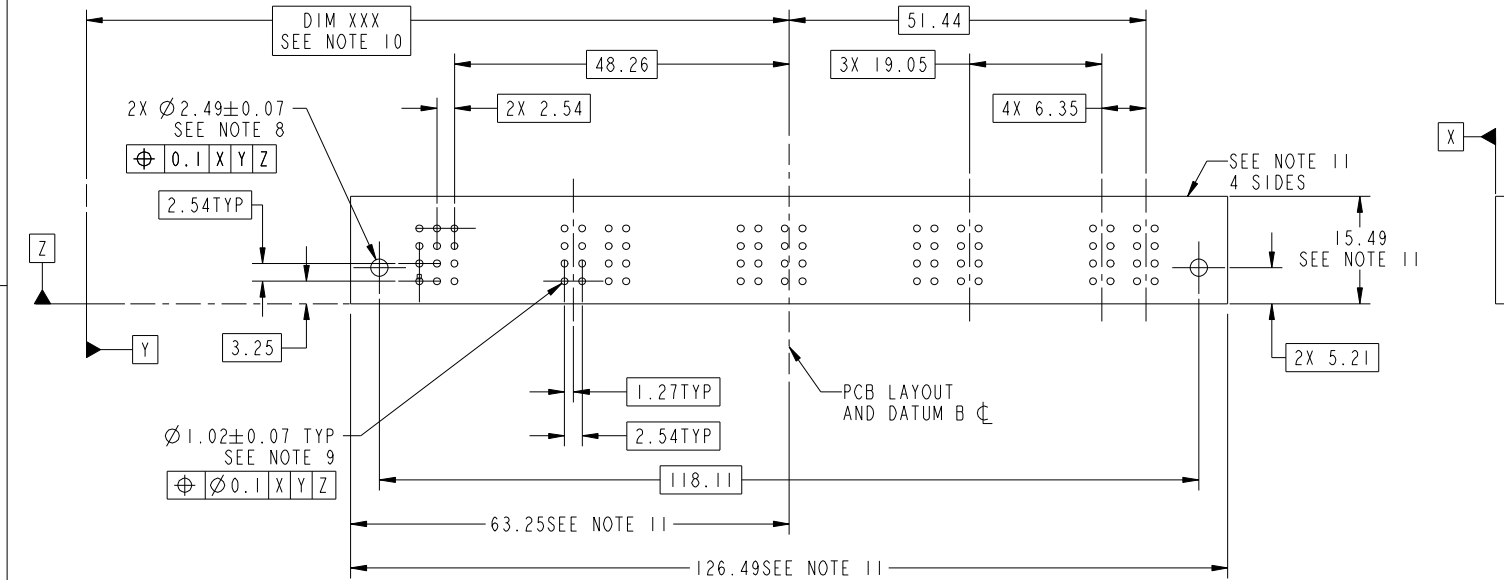 DIM XXX
SEE NOTE 10
51.44
48.26
3X 19.05
2X 2.54
4X 6.35
2X Ø2.49±0.07
SEE NOTE 8
⌖ 0.1 X Y Z
X
SEE NOTE 11
4 SIDES
2.54TYP
Z
15.49
SEE NOTE 11
3.25
Y
2X 5.21
1.27TYP
PCB LAYOUT
AND DATUM B ℄
Ø1.02±0.07 TYP
SEE NOTE 9
2.54TYP
⌖ Ø0.1 X Y Z
118.11
63.25SEE NOTE 11
126.49SEE NOTE 11